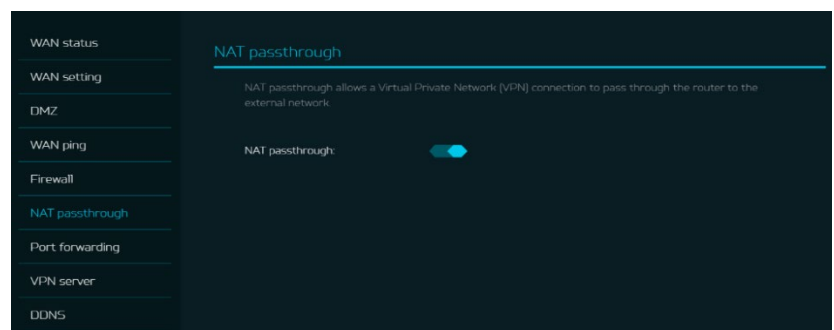 WAN status
WAN setting
DMZ
WAN ping
Firewall
NAT passthrough
Port forwarding
VPN server
DDNS
NAT passthrough
NAT passthrough allows a Virtual Private Network (VPN) connection to pass through the router to the
external network.
NAT passthrough: